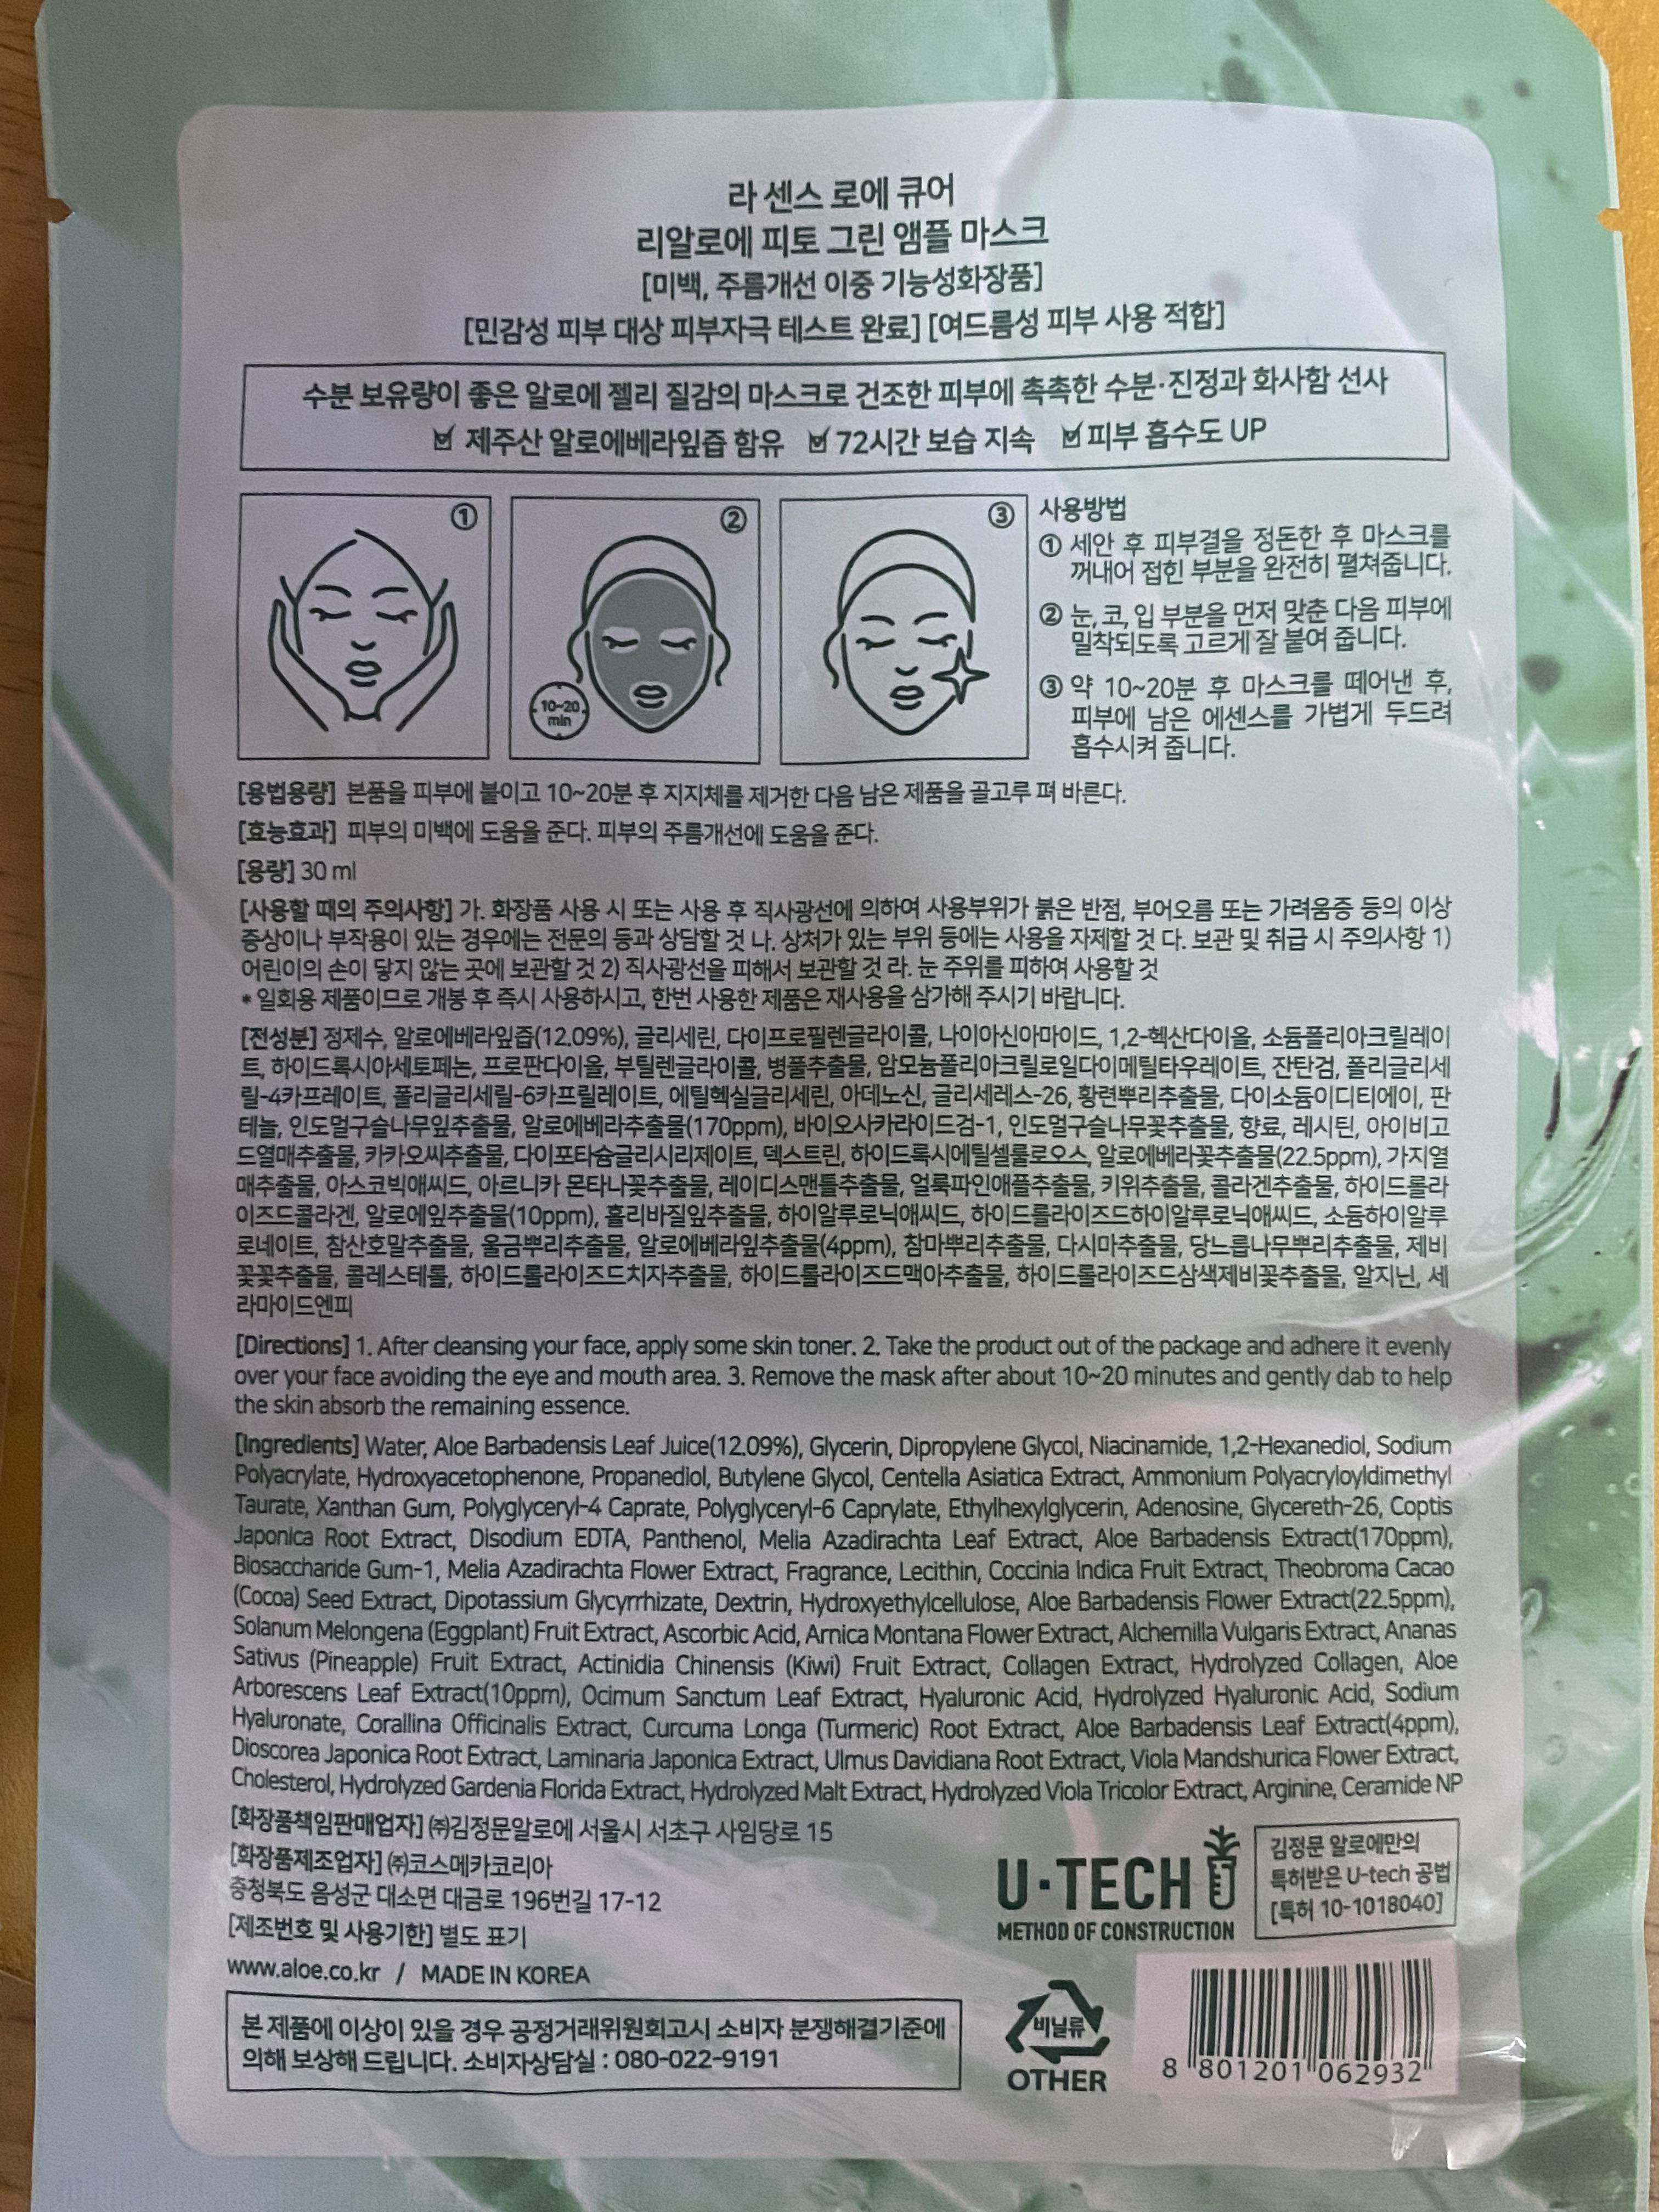 라 센스 로에 큐어
리알로에 피토 그린 앰플 마스크
[미백, 주름개선 이중 기능성화장품]
[민감성 피부 대상 피부자극 테스트 완료] [여드름성 피부 사용 적합]
수분 보유량이 좋은 알로에 젤리 질감의 마스크로 건조한 피부에 촉촉한 수분·진정과 화사함 선사
☑ 제주산 알로에베라잎즙 함유 ☑ 72시간 보습 지속 ☑ 피부 흡수도 UP
①
②
10~20
min
③
사용방법
① 세안 후 피부결을 정돈한 후 마스크를
꺼내어 접힌 부분을 완전히 펼쳐줍니다.
② 눈, 코, 입 부분을 먼저 맞춘 다음 피부에
밀착되도록 고르게 잘 붙여 줍니다.
③ 약 10~20분 후 마스크를 떼어낸 후,
피부에 남은 에센스를 가볍게 두드려
흡수시켜 줍니다.
[용법용량] 본품을 피부에 붙이고 10~20분 후 지지체를 제거한 다음 남은 제품을 골고루 펴 바른다.
[효능효과] 피부의 미백에 도움을 준다. 피부의 주름개선에 도움을 준다.
[용량] 30 ml
[사용할 때의 주의사항] 가. 화장품 사용 시 또는 사용 후 직사광선에 의하여 사용부위가 붉은 반점, 부어오름 또는 가려움증 등의 이상
증상이나 부작용이 있는 경우에는 전문의 등과 상담할 것 나. 상처가 있는 부위 등에는 사용을 자제할 것 다. 보관 및 취급 시 주의사항 1)
어린이의 손이 닿지 않는 곳에 보관할 것 2) 직사광선을 피해서 보관할 것 라. 눈 주위를 피하여 사용할 것
* 일회용 제품이므로 개봉 후 즉시 사용하시고, 한번 사용한 제품은 재사용을 삼가해 주시기 바랍니다.
[전성분] 정제수, 알로에베라잎즙(12.09%), 글리세린, 다이프로필렌글라이콜, 나이아신아마이드, 1,2-헥산다이올, 소듐폴리아크릴레이
트, 하이드록시아세토페논, 프로판다이올, 부틸렌글라이콜, 병풀추출물, 암모늄폴리아크릴로일다이메틸타우레이트, 잔탄검, 폴리글리세
릴-4카프레이트, 폴리글리세릴-6카프릴레이트, 에틸헥실글리세린, 아데노신, 글리세레스-26, 황련뿌리추출물, 다이소듐이디티에이, 판
테놀, 인도멀구슬나무잎추출물, 알로에베라추출물(170ppm), 바이오사카라이드검-1, 인도멀구슬나무꽃추출물, 향료, 레시틴, 아이비고
드열매추출물, 카카오씨추출물, 다이포타슘글리시리제이트, 덱스트린, 하이드록시에틸셀룰로오스, 알로에베라꽃추출물(22.5ppm), 가지열
매추출물, 아스코빅애씨드, 아르니카 몬타나꽃추출물, 레이디스맨틀추출물, 얼룩파인애플추출물, 키위추출물, 콜라겐추출물, 하이드롤라
이즈드콜라겐, 알로에잎추출물(10ppm), 홀리바질잎추출물, 하이알루로닉애씨드, 하이드롤라이즈드하이알루로닉애씨드, 소듐하이알루
로네이트, 참산호말추출물, 울금뿌리추출물, 알로에베라잎추출물(4ppm), 참마뿌리추출물, 다시마추출물, 당느릅나무뿌리추출물, 제비
꽃꽃추출물, 콜레스테롤, 하이드롤라이즈드치자추출물, 하이드롤라이즈드맥아추출물, 하이드롤라이즈드삼색제비꽃추출물, 알지닌, 세
라마이드엔피
[Directions] 1. After cleansing your face, apply some skin toner. 2. Take the product out of the package and adhere it evenly
over your face avoiding the eye and mouth area. 3. Remove the mask after about 10~20 minutes and gently dab to help
the skin absorb the remaining essence.
[Ingredients] Water, Aloe Barbadensis Leaf Juice(12.09%), Glycerin, Dipropylene Glycol, Niacinamide, 1,2-Hexanediol, Sodium
Polyacrylate, Hydroxyacetophenone, Propanediol, Butylene Glycol, Centella Asiatica Extract, Ammonium Polyacryloyldimethyl
Taurate, Xanthan Gum, Polyglyceryl-4 Caprate, Polyglyceryl-6 Caprylate, Ethylhexylglycerin, Adenosine, Glycereth-26, Coptis
Japonica Root Extract, Disodium EDTA, Panthenol, Melia Azadirachta Leaf Extract, Aloe Barbadensis Extract(170ppm),
Biosaccharide Gum-1, Melia Azadirachta Flower Extract, Fragrance, Lecithin, Coccinia Indica Fruit Extract, Theobroma Cacao
(Cocoa) Seed Extract, Dipotassium Glycyrrhizate, Dextrin, Hydroxyethylcellulose, Aloe Barbadensis Flower Extract(22.5ppm),
Solanum Melongena (Eggplant) Fruit Extract, Ascorbic Acid, Arnica Montana Flower Extract, Alchemilla Vulgaris Extract, Ananas
Sativus (Pineapple) Fruit Extract, Actinidia Chinensis (Kiwi) Fruit Extract, Collagen Extract, Hydrolyzed Collagen, Aloe
Arborescens Leaf Extract(10ppm), Ocimum Sanctum Leaf Extract, Hyaluronic Acid, Hydrolyzed Hyaluronic Acid, Sodium
Hyaluronate, Corallina Officinalis Extract, Curcuma Longa (Turmeric) Root Extract, Aloe Barbadensis Leaf Extract(4ppm),
Dioscorea Japonica Root Extract, Laminaria Japonica Extract, Ulmus Davidiana Root Extract, Viola Mandshurica Flower Extract,
Cholesterol, Hydrolyzed Gardenia Florida Extract, Hydrolyzed Malt Extract, Hydrolyzed Viola Tricolor Extract, Arginine, Ceramide NP
[화장품책임판매업자] ㈜김정문알로에 서울시 서초구 사임당로 15
[화장품제조업자] ㈜코스메카코리아
충청북도 음성군 대소면 대금로 196번길 17-12
[제조번호 및 사용기한] 별도 표기
www.aloe.co.kr / MADE IN KOREA
U·TECH
METHOD OF CONSTRUCTION
김정문 알로에만의
특허받은 U-tech 공법
[특허 10-1018040]
본 제품에 이상이 있을 경우 공정거래위원회고시 소비자 분쟁해결기준에
의해 보상해 드립니다. 소비자상담실 : 080-022-9191
비닐류
OTHER
8 801201 062932